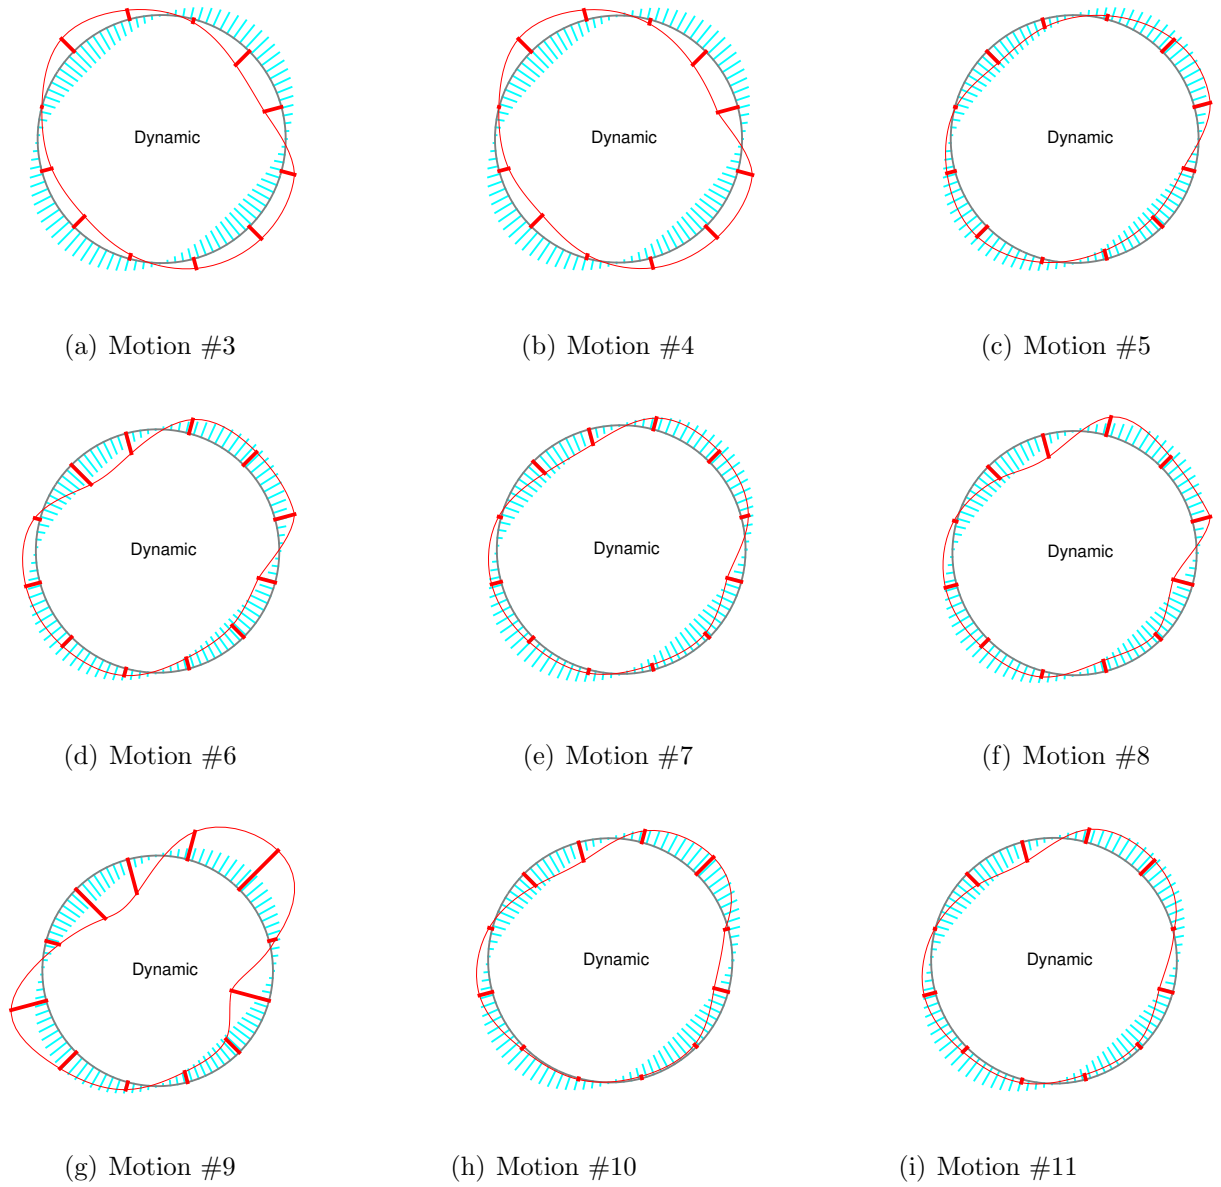 Dynamic Dynamic Dynamic
(a) Motion #3 (b) Motion #4 (c) Motion #5
Dynamic Dynamic Dynamic
(d) Motion #6 (e) Motion #7 (f) Motion #8
Dynamic Dynamic Dynamic
(g) Motion #9 (h) Motion #10 (i) Motion #11